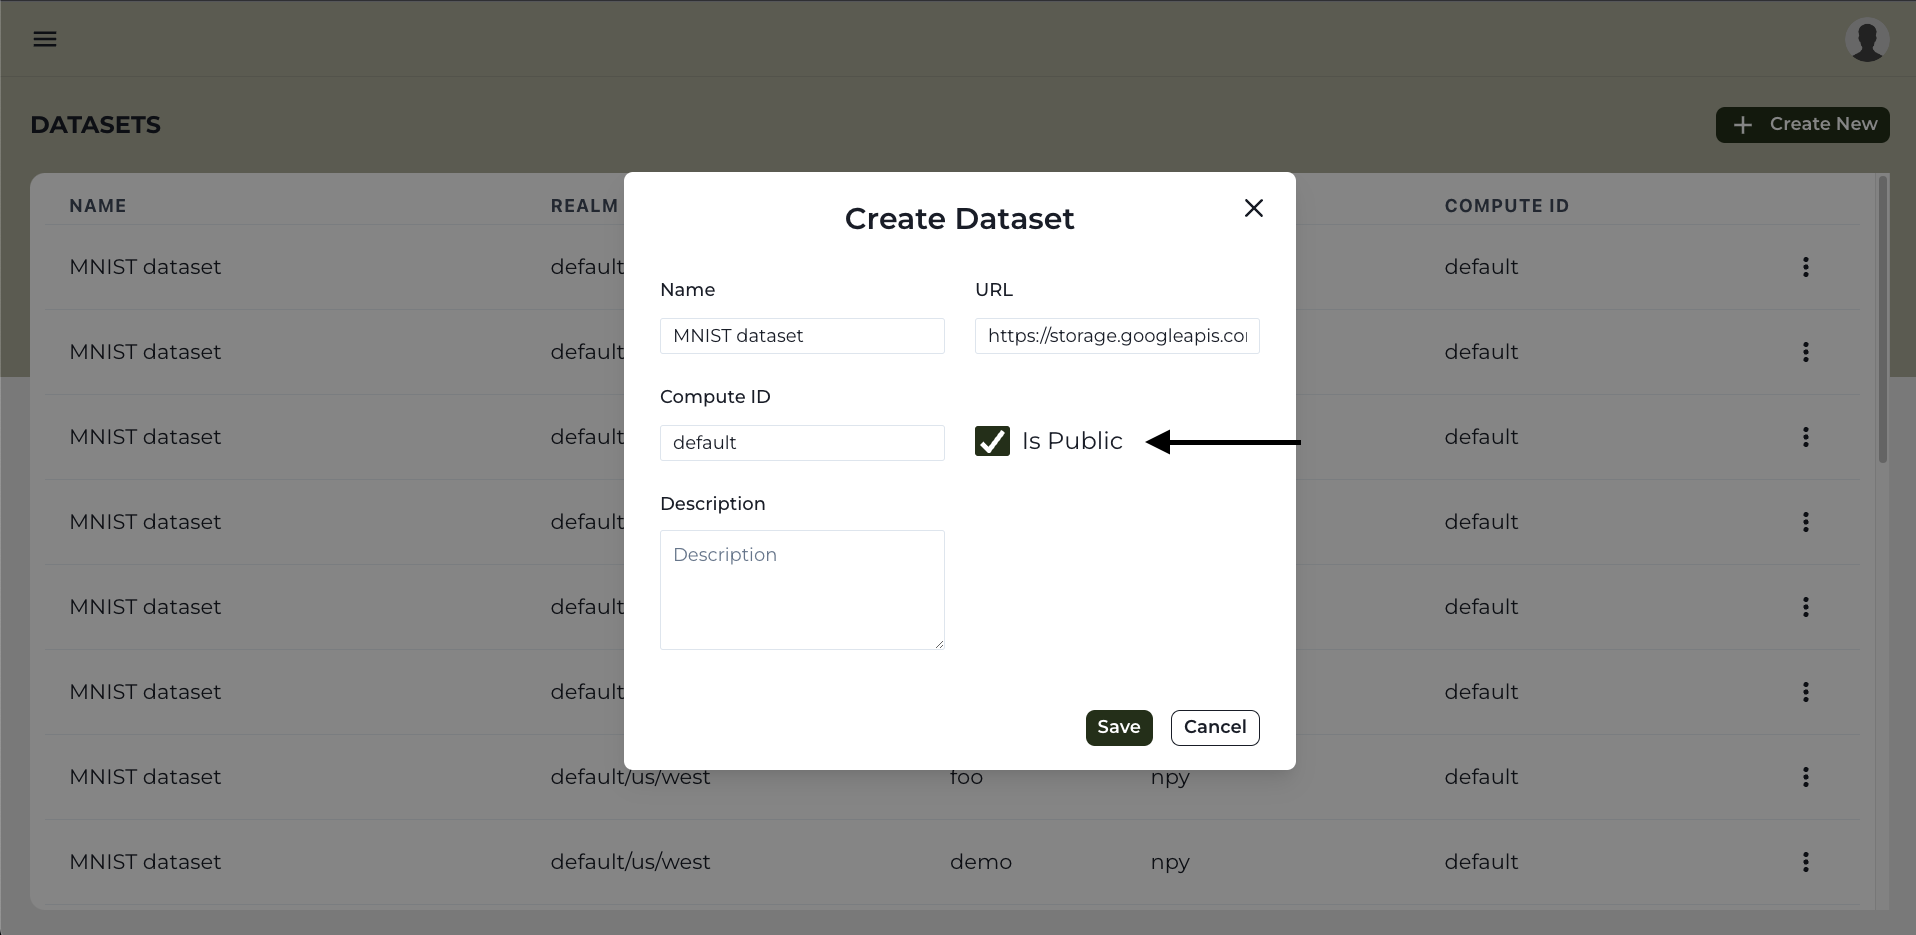 DATASETS
+ Create New
NAME REALM COMPUTE ID
MNIST dataset default default
MNIST dataset default default
MNIST dataset default default
MNIST dataset default default
MNIST dataset default default
MNIST dataset default default
MNIST dataset default/us/west foo npy default
MNIST dataset default/us/west demo npy default
Create Dataset
Name URL
MNIST dataset https://storage.googleapis.co
Compute ID
default Is Public
Description
Description
Save Cancel